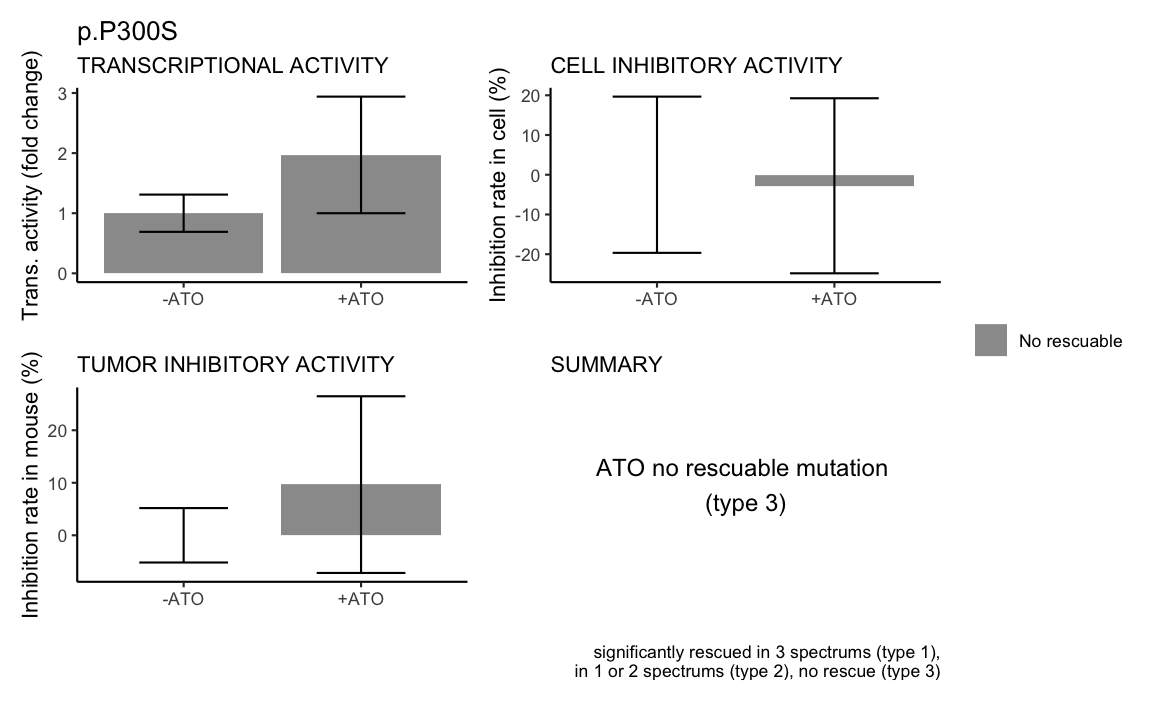 p.P300S
TRANSCRIPTIONAL ACTIVITY
Trans. activity (fold change)
3
2
1
0
-ATO
+ATO
CELL INHIBITORY ACTIVITY
Inhibition rate in cell (%)
20
10
0
-10
-20
-ATO
+ATO
No rescuable
TUMOR INHIBITORY ACTIVITY
Inhibition rate in mouse (%)
20
10
0
-ATO
+ATO
SUMMARY
ATO no rescuable mutation
(type 3)
significantly rescued in 3 spectrums (type 1),
in 1 or 2 spectrums (type 2), no rescue (type 3)